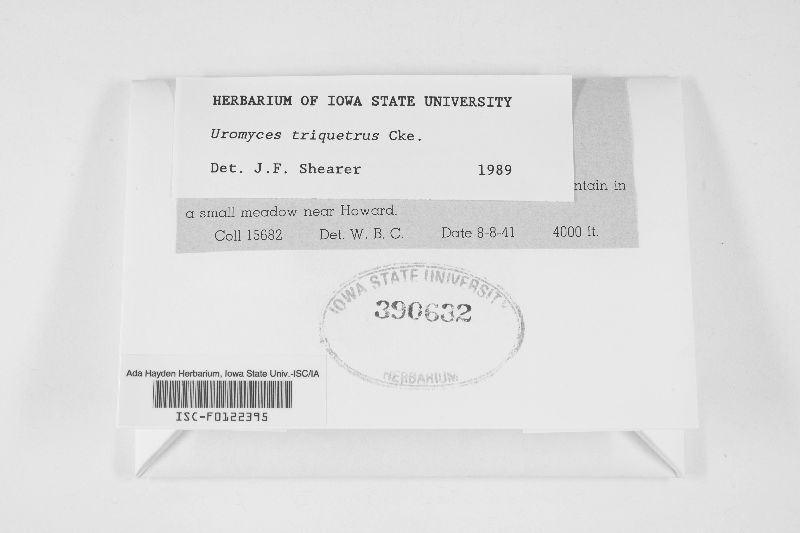 HERBARIUM OF IOWA STATE UNIVERSITY
Uromyces triquetrus Cke.
Det. J.F. Shearer 1989
ntain in
a small meadow near Howard.
Coll 15682 Det. W. B. C. Date 8-8-41 4000 ft.
IOWA STATE UNIVERSITY
390632
HERBARIUM
Ada Hayden Herbarium, Iowa State Univ.-ISC/IA
ISC-F0122395